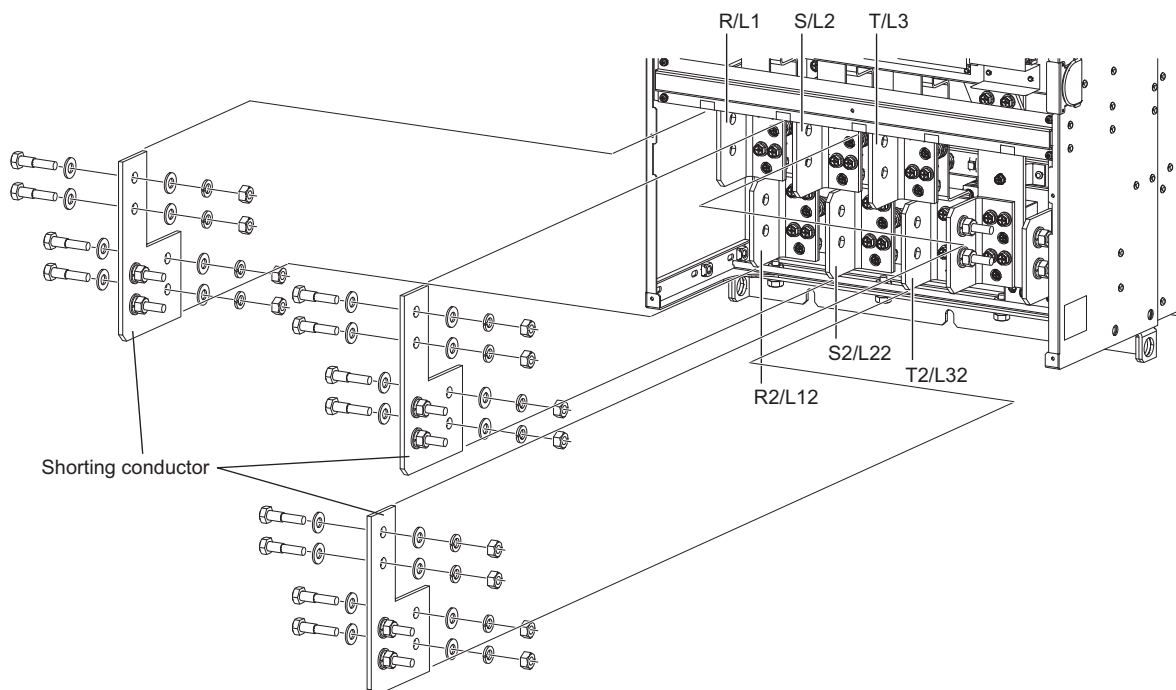 R/L1
S/L2
T/L3
S2/L22
T2/L32
R2/L12
Shorting conductor